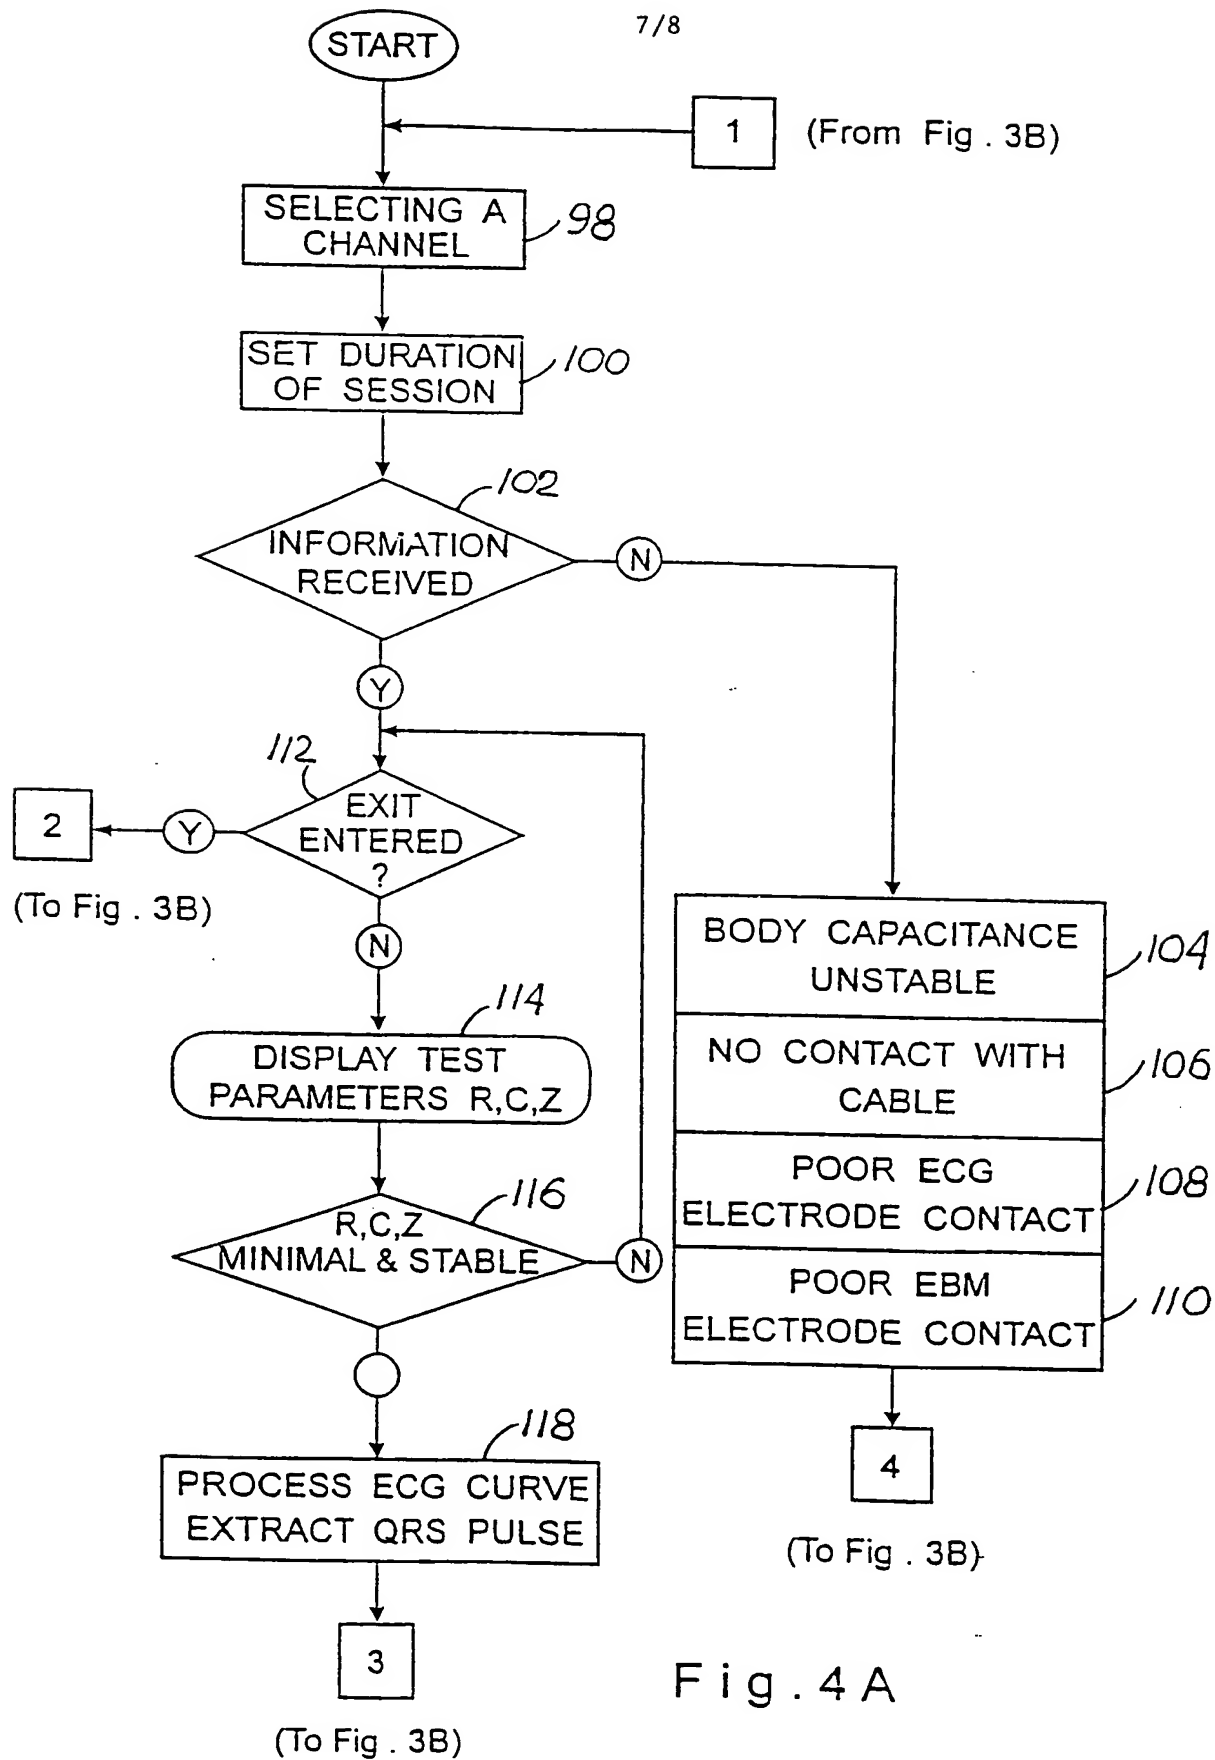 7/8
START
1
(From Fig . 3B)
SELECTING A
CHANNEL
98
SET DURATION
OF SESSION
100
102
INFORMATION
RECEIVED
N
Y
112
EXIT
ENTERED
?
Y
2
(To Fig . 3B)
N
114
DISPLAY TEST
PARAMETERS R,C,Z
116
R,C,Z
MINIMAL & STABLE
N
118
PROCESS ECG CURVE
EXTRACT QRS PULSE
3
(To Fig . 3B)
BODY CAPACITANCE
UNSTABLE
104
NO CONTACT WITH
CABLE
106
POOR ECG
ELECTRODE CONTACT
108
POOR EBM
ELECTRODE CONTACT
110
4
(To Fig . 3B)
Fig. 4A